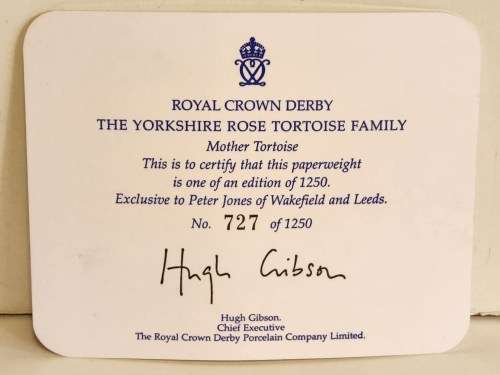 ROYAL CROWN DERBY
THE YORKSHIRE ROSE TORTOISE FAMILY
Mother Tortoise
This is to certify that this paperweight
is one of an edition of 1250.
Exclusive to Peter Jones of Wakefield and Leeds.
No. 727 of 1250
Hugh Gibson
Hugh Gibson.
Chief Executive
The Royal Crown Derby Porcelain Company Limited.